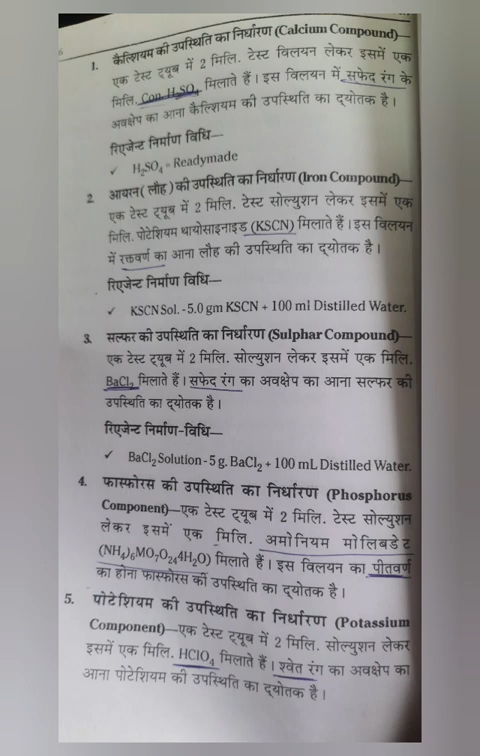 6
1. कैल्शियम की उपस्थिति का निर्धारण (Calcium Compound)—
एक टेस्ट ट्यूब में 2 मिलि. टेस्ट विलयन लेकर इसमें एक
मिलि. Con. H₂SO₄ मिलाते हैं। इस विलयन में सफेद रंग के
अवक्षेप का आना कैल्शियम की उपस्थिति का द्योतक है।
रिएजेन्ट निर्माण विधि—
✓ H₂SO₄ = Readymade
2. आयरन ( लौह ) की उपस्थिति का निर्धारण (Iron Compound)—
एक टेस्ट ट्यूब में 2 मिलि. टेस्ट सोल्युशन लेकर इसमें एक
मिलि. पोटेशियम थायोसाइनाइड (KSCN) मिलाते हैं। इस विलयन
में रक्तवर्ण का आना लौह की उपस्थिति का द्योतक है।
रिएजेन्ट निर्माण विधि—
✓ KSCN Sol. - 5.0 gm KSCN + 100 ml Distilled Water.
3. सल्फर की उपस्थिति का निर्धारण (Sulphar Compound)—
एक टेस्ट ट्यूब में 2 मिलि. सोल्युशन लेकर इसमें एक मिलि.
BaCl₂ मिलाते हैं। सफेद रंग का अवक्षेप का आना सल्फर की
उपस्थिति का द्योतक है।
रिएजेन्ट निर्माण-विधि—
✓ BaCl₂ Solution - 5 g. BaCl₂ + 100 mL Distilled Water.
4. फास्फोरस की उपस्थिति का निर्धारण (Phosphorus
Component)—एक टेस्ट ट्यूब में 2 मिलि. टेस्ट सोल्युशन
लेकर इसमें एक मिलि. अमोनियम मोलिबडेट
(NH₄)₆MO₇O₂₄4H₂O) मिलाते हैं। इस विलयन का पीतवर्ण
का होना फास्फोरस की उपस्थिति का द्योतक है।
5. पोटेशियम की उपस्थिति का निर्धारण (Potassium
Component)—एक टेस्ट ट्यूब में 2 मिलि. सोल्युशन लेकर
इसमें एक मिलि. HClO₄ मिलाते हैं। श्वेत रंग का अवक्षेप का
आना पोटेशियम की उपस्थिति का द्योतक है।